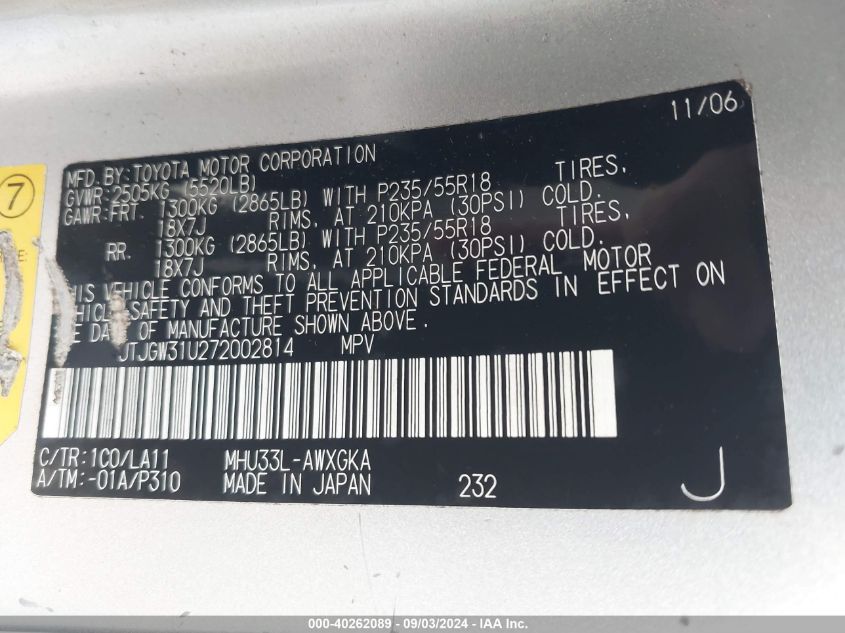 11/06
MFD.BY:TOYOTA MOTOR CORPORATION
GVWR:2505KG (5520LB)
GAWR:FRT. 1300KG (2865LB) WITH P235/55R18 TIRES,
18X7J RIMS, AT 210KPA (30PSI) COLD.
RR. 1300KG (2865LB) WITH P235/55R18 TIRES,
18X7J RIMS, AT 210KPA (30PSI) COLD.
HIS VEHICLE CONFORMS TO ALL APPLICABLE FEDERAL MOTOR
VEHICLE SAFETY AND THEFT PREVENTION STANDARDS IN EFFECT ON
E DATE OF MANUFACTURE SHOWN ABOVE.
JTJGW31U272002814 MPV
C/TR:1C0/LA11 MHU33L-AWXGKA
A/TM:-01A/P310 MADE IN JAPAN 232 J
7
E:
000-40262089 - 09/03/2024 - IAA Inc.